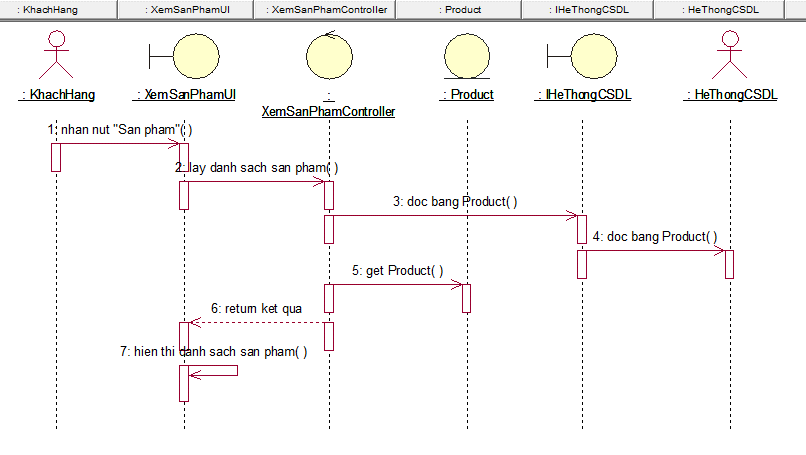 : KhachHang
: XemSanPhamUI
: XemSanPhamController
: Product
: IHeThongCSDL
: HeThongCSDL
: KhachHang
: XemSanPhamUI
:
XemSanPhamController
: Product
: IHeThongCSDL
: HeThongCSDL
1: nhan nut "San pham"( )
2: lay danh sach san pham( )
3: doc bang Product( )
4: doc bang Product( )
5: get Product( )
6: return ket qua
7: hien thi danh sach san pham( )